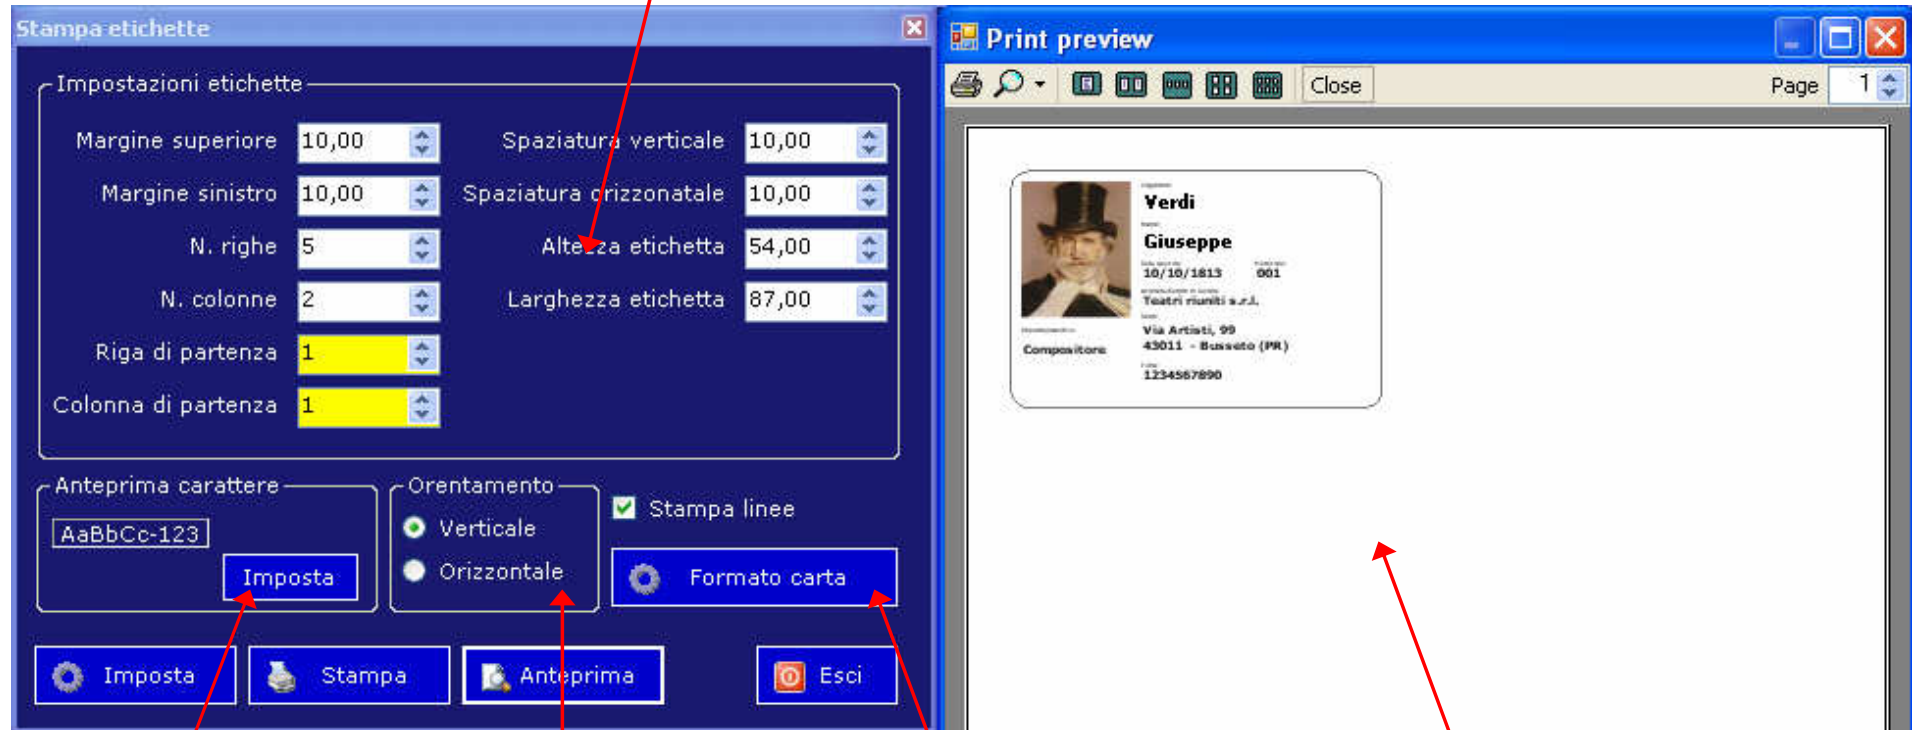 Stampa etichette
Impostazioni etichette
Margine superiore 10,00 Spaziatura verticale 10,00
Margine sinistro 10,00 Spaziatura orizzonatale 10,00
N. righe 5 Altezza etichetta 54,00
N. colonne 2 Larghezza etichetta 87,00
Riga di partenza 1
Colonna di partenza 1
Anteprima carattere
AaBbCc-123
Imposta
Orentamento
Verticale
Orizzontale
Stampa linee
Formato carta
Imposta Stampa Anteprima Esci
Print preview
Close Page 1
Verdi
Giuseppe
10/10/1813 001
Teatri riuniti s.r.l.
Via Artisti, 99
43011 - Busseto (PR)
Compositore
1234567890